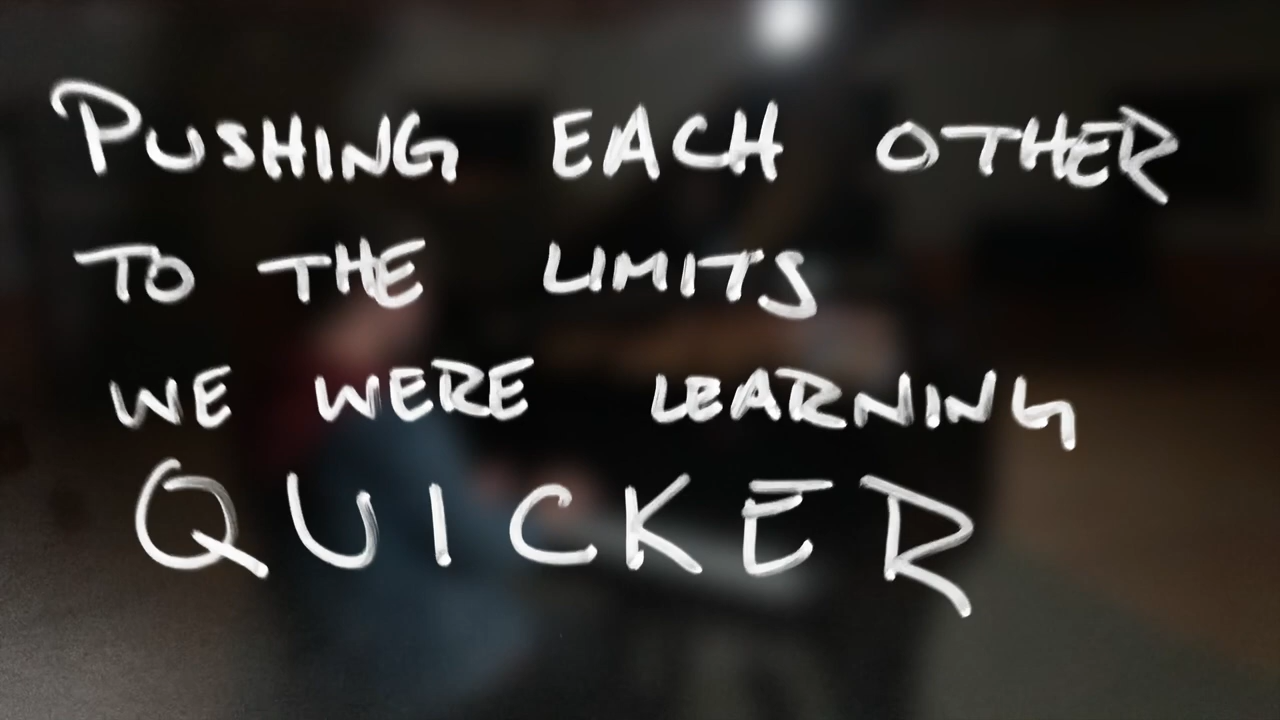 PUSHING EACH OTHER
TO THE LIMITS
WE WERE LEARNING
QUICKER